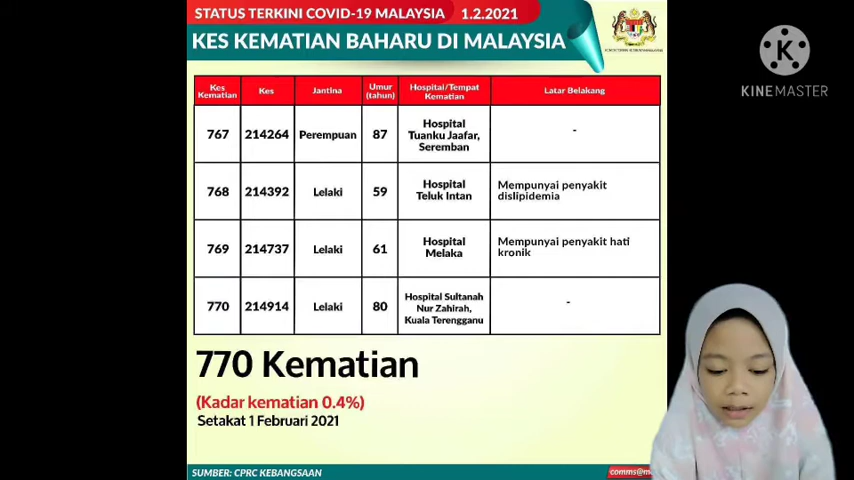 STATUS TERKINI COVID-19 MALAYSIA 1.2.2021
KES KEMATIAN BAHARU DI MALAYSIA
KINEMASTER
Kes Kematian Kes Jantina Umur (tahun) Hospital/Tempat Kematian Latar Belakang
767 214264 Perempuan 87 Hospital Tuanku Jaafar, Seremban -
768 214392 Lelaki 59 Hospital Teluk Intan Mempunyai penyakit dislipidemia
769 214737 Lelaki 61 Hospital Melaka Mempunyai penyakit hati kronik
770 214914 Lelaki 80 Hospital Sultanah Nur Zahirah, Kuala Terengganu -
770 Kematian
(Kadar kematian 0.4%)
Setakat 1 Februari 2021
SUMBER: CPRC KEBANGSAAN